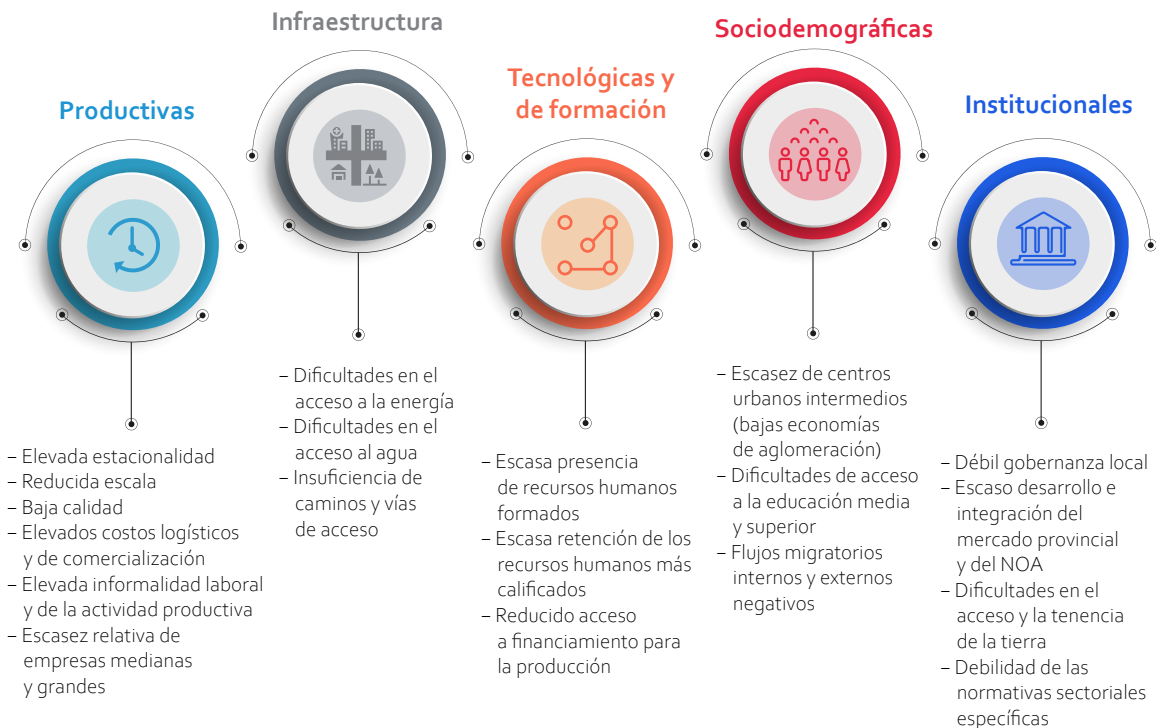 Productivas
– Elevada estacionalidad
– Reducida escala
– Baja calidad
– Elevados costos logísticos
y de comercialización
– Elevada informalidad laboral
y de la actividad productiva
– Escasez relativa de
empresas medianas
y grandes
Infraestructura
– Dificultades en el
acceso a la energía
– Dificultades en el
acceso al agua
– Insuficiencia de
caminos y vías
de acceso
Tecnológicas y
de formación
– Escasa presencia
de recursos humanos
formados
– Escasa retención de los
recursos humanos más
calificados
– Reducido acceso
a financiamiento para
la producción
Sociodemográficas
– Escasez de centros
urbanos intermedios
(bajas economías
de aglomeración)
– Dificultades de acceso
a la educación media
y superior
– Flujos migratorios
internos y externos
negativos
Institucionales
– Débil gobernanza local
– Escaso desarrollo e
integración del
mercado provincial
y del NOA
– Dificultades en el
acceso y la tenencia
de la tierra
– Debilidad de las
normativas sectoriales
específicas